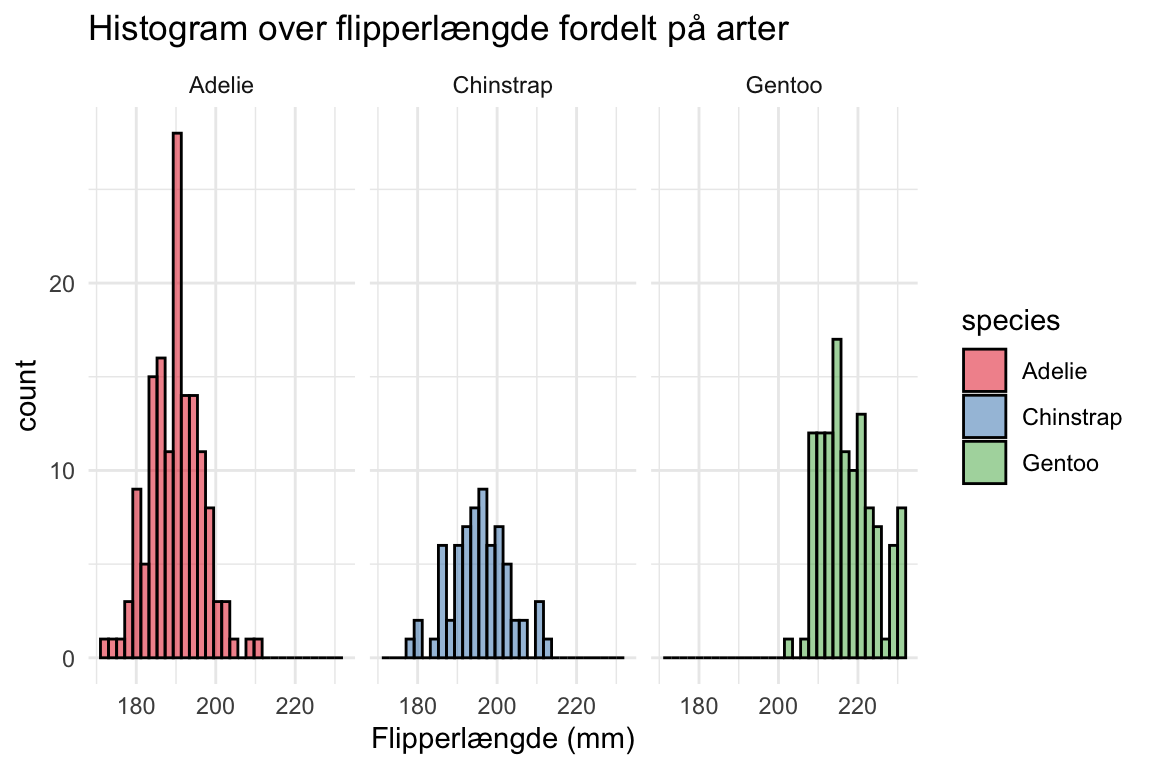 Histogram over flipperlængde fordelt på arter
Adelie Chinstrap Gentoo
20
10
0
count
180 200 220 180 200 220 180 200 220
Flipperlængde (mm)
species
Adelie
Chinstrap
Gentoo